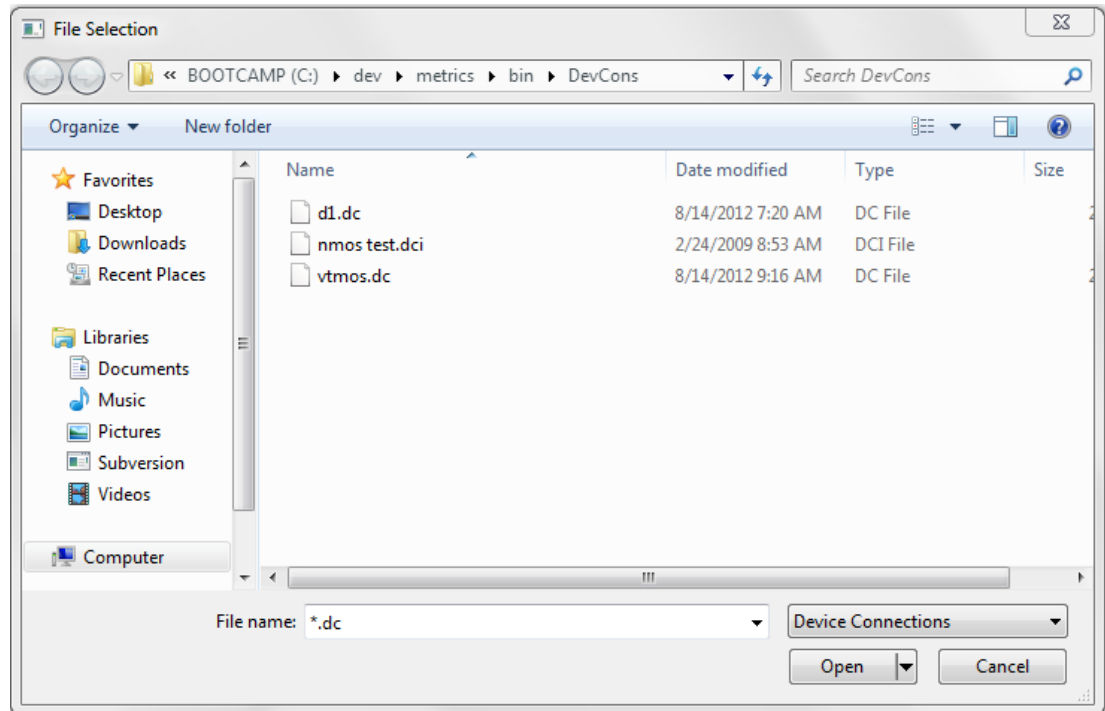 File Selection
« BOOTCAMP (C:) ▸ dev ▸ metrics ▸ bin ▸ DevCons
Search DevCons
Organize ▾ New folder
Favorites
Desktop
Downloads
Recent Places
Libraries
Documents
Music
Pictures
Subversion
Videos
Computer
Name Date modified Type Size
d1.dc 8/14/2012 7:20 AM DC File
nmos test.dci 2/24/2009 8:53 AM DCI File
vtmos.dc 8/14/2012 9:16 AM DC File
File name: *.dc Device Connections
Open Cancel